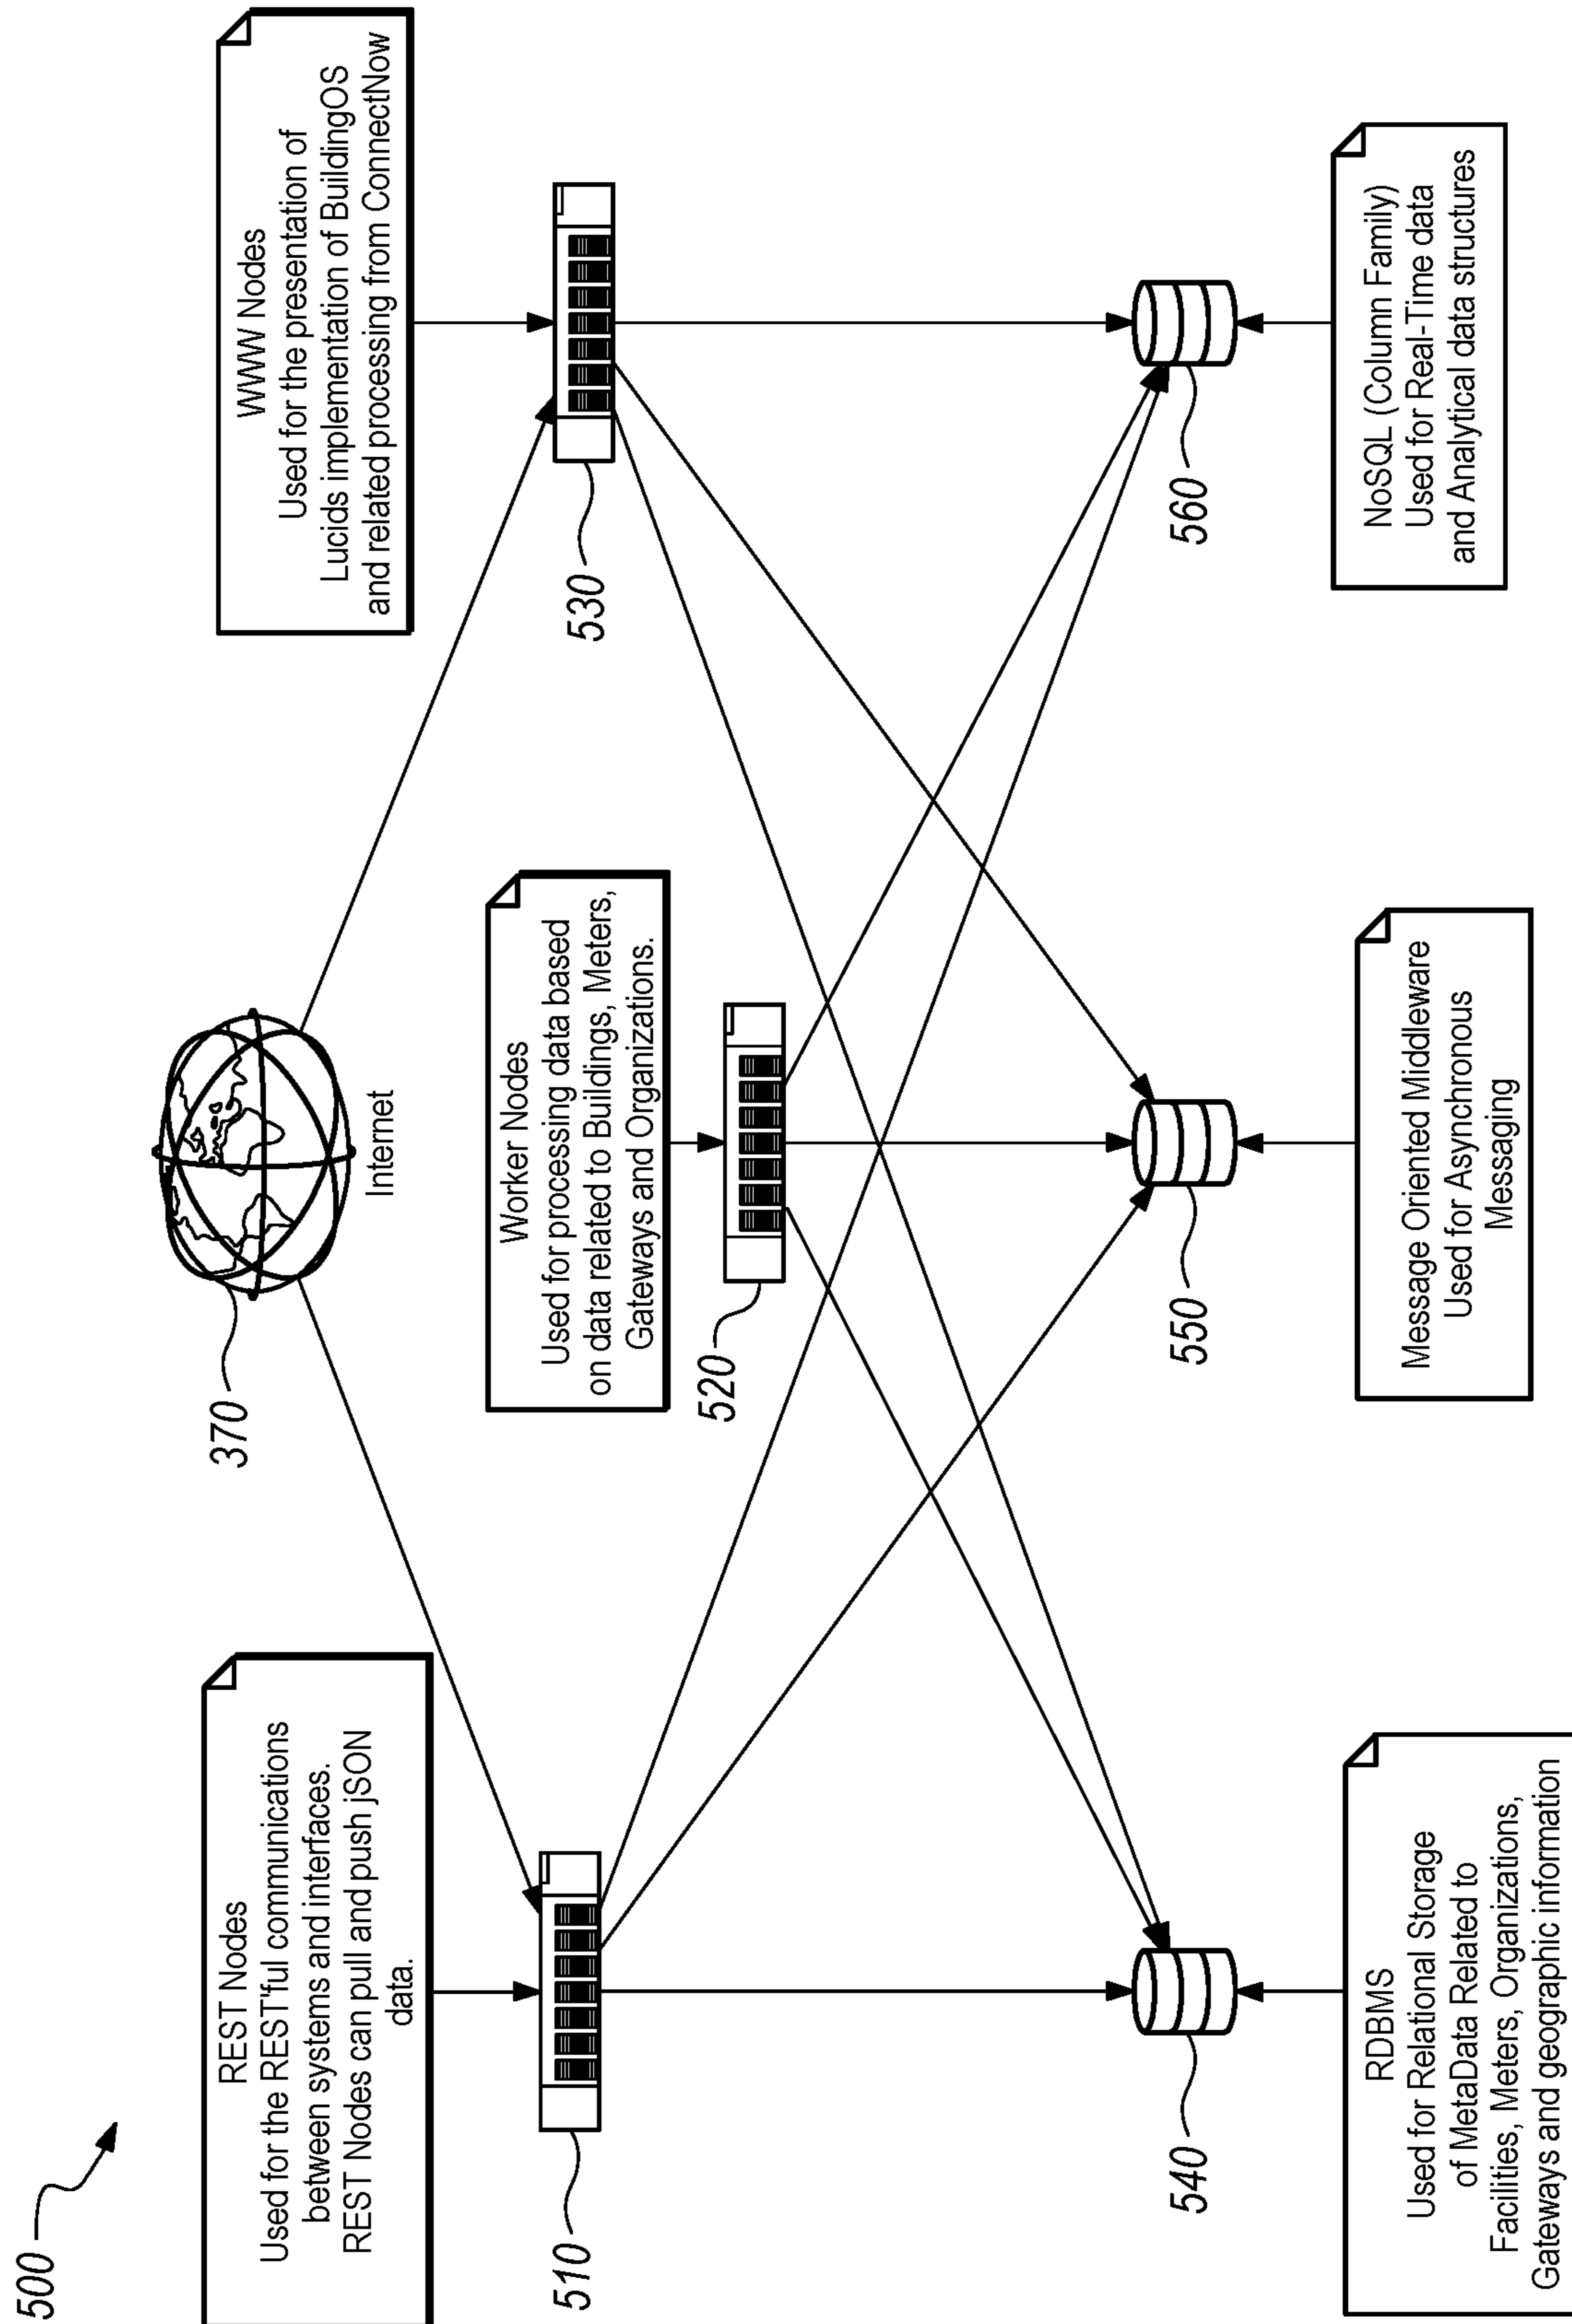 500
REST Nodes
Used for the REST'ful communications
between systems and interfaces.
REST Nodes can pull and push jSON
data.
370
Internet
WWW Nodes
Used for the presentation of
Lucids implementation of BuildingOS
and related processing from ConnectNow
Worker Nodes
Used for processing data based
on data related to Buildings, Meters,
Gateways and Organizations.
510
520
530
540
550
560
RDBMS
Used for Relational Storage
of MetaData Related to
Facilities, Meters, Organizations,
Gateways and geographic information
Message Oriented Middleware
Used for Asynchronous
Messaging
NoSQL (Column Family)
Used for Real-Time data
and Analytical data structures